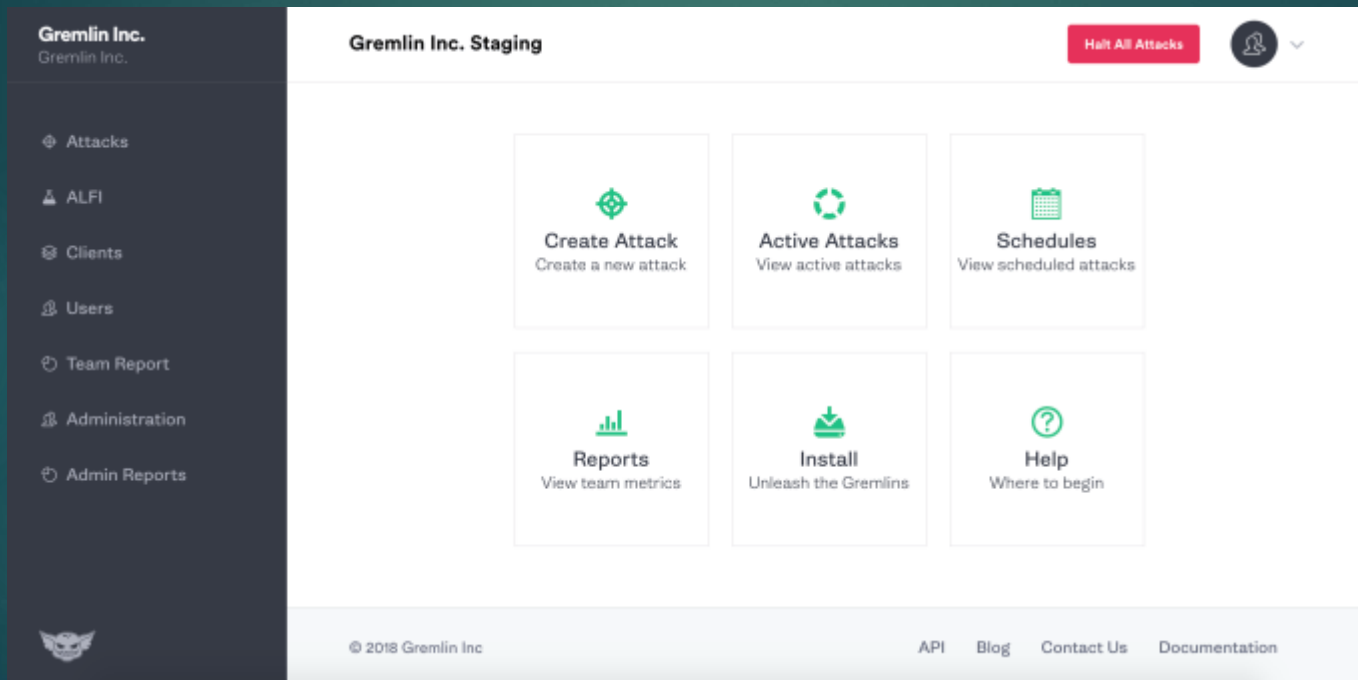 Gremlin Inc.
Gremlin Inc.
Attacks
ALFI
Clients
Users
Team Report
Administration
Admin Reports
Gremlin Inc. Staging
Halt All Attacks
Create Attack
Create a new attack
Active Attacks
View active attacks
Schedules
View scheduled attacks
Reports
View team metrics
Install
Unleash the Gremlins
Help
Where to begin
© 2018 Gremlin Inc
API
Blog
Contact Us
Documentation